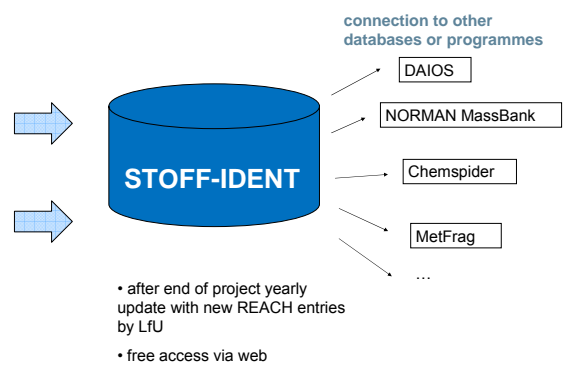 connection to other
databases or programmes
DAIOS
NORMAN MassBank
STOFF-IDENT
Chemspider
MetFrag
...
• after end of project yearly
update with new REACH entries
by LfU
• free access via web